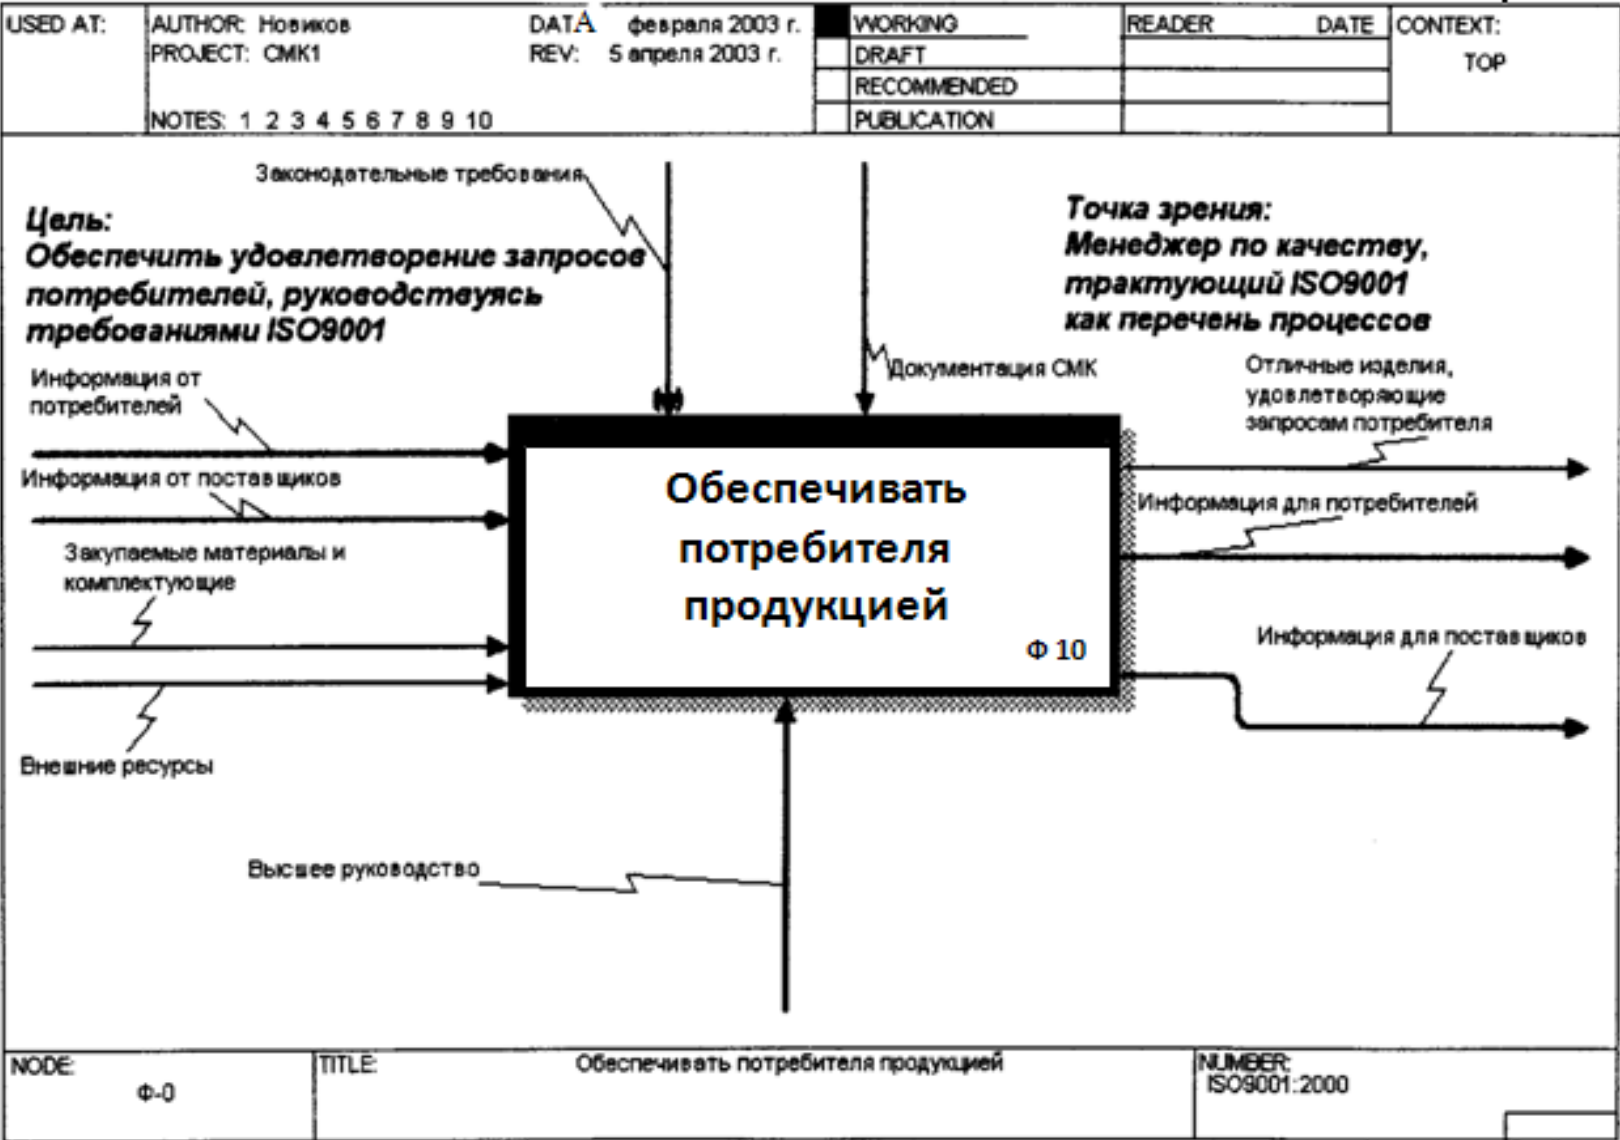 USED AT:
AUTHOR: Новиков
DATA февраля 2003 г.
PROJECT: СМК1
REV: 5 апреля 2003 г.
NOTES: 1 2 3 4 5 6 7 8 9 10
WORKING
DRAFT
RECOMMENDED
PUBLICATION
READER DATE
CONTEXT:
TOP
Законодательные требования
Цель:
Обеспечить удовлетворение запросов
потребителей, руководствуясь
требованиями ISO9001
Точка зрения:
Менеджер по качеству,
трактующий ISO9001
как перечень процессов
Документация СМК
Информация от
потребителей
Информация от поставщиков
Закупаемые материалы и
комплектующие
Внешние ресурсы
Обеспечивать
потребителя
продукцией
Ф 10
Отличные изделия,
удовлетворяющие
запросам потребителя
Информация для потребителей
Информация для поставщиков
Высшее руководство
NODE:
Ф-0
TITLE:
Обеспечивать потребителя продукцией
NUMBER:
ISO9001:2000